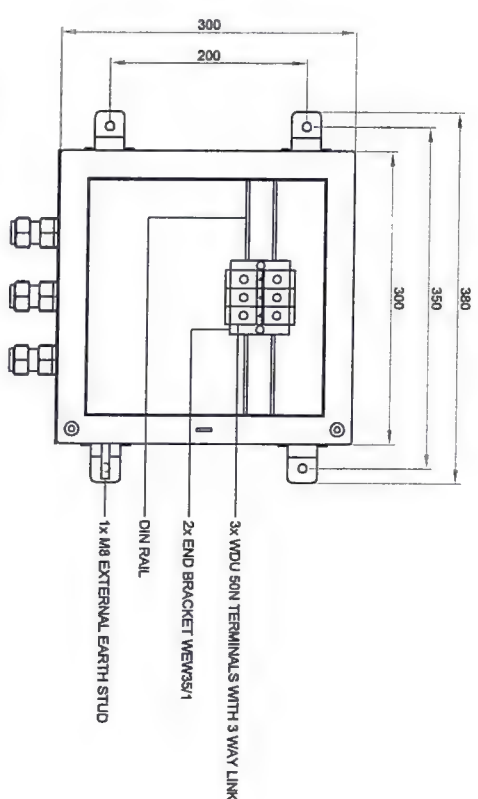 300
200
300
350
380
3x WDU 50N TERMINALS WITH 3 WAY LINK
2x END BRACKET WEW35/1
DIN RAIL
1x M8 EXTERNAL EARTH STUD